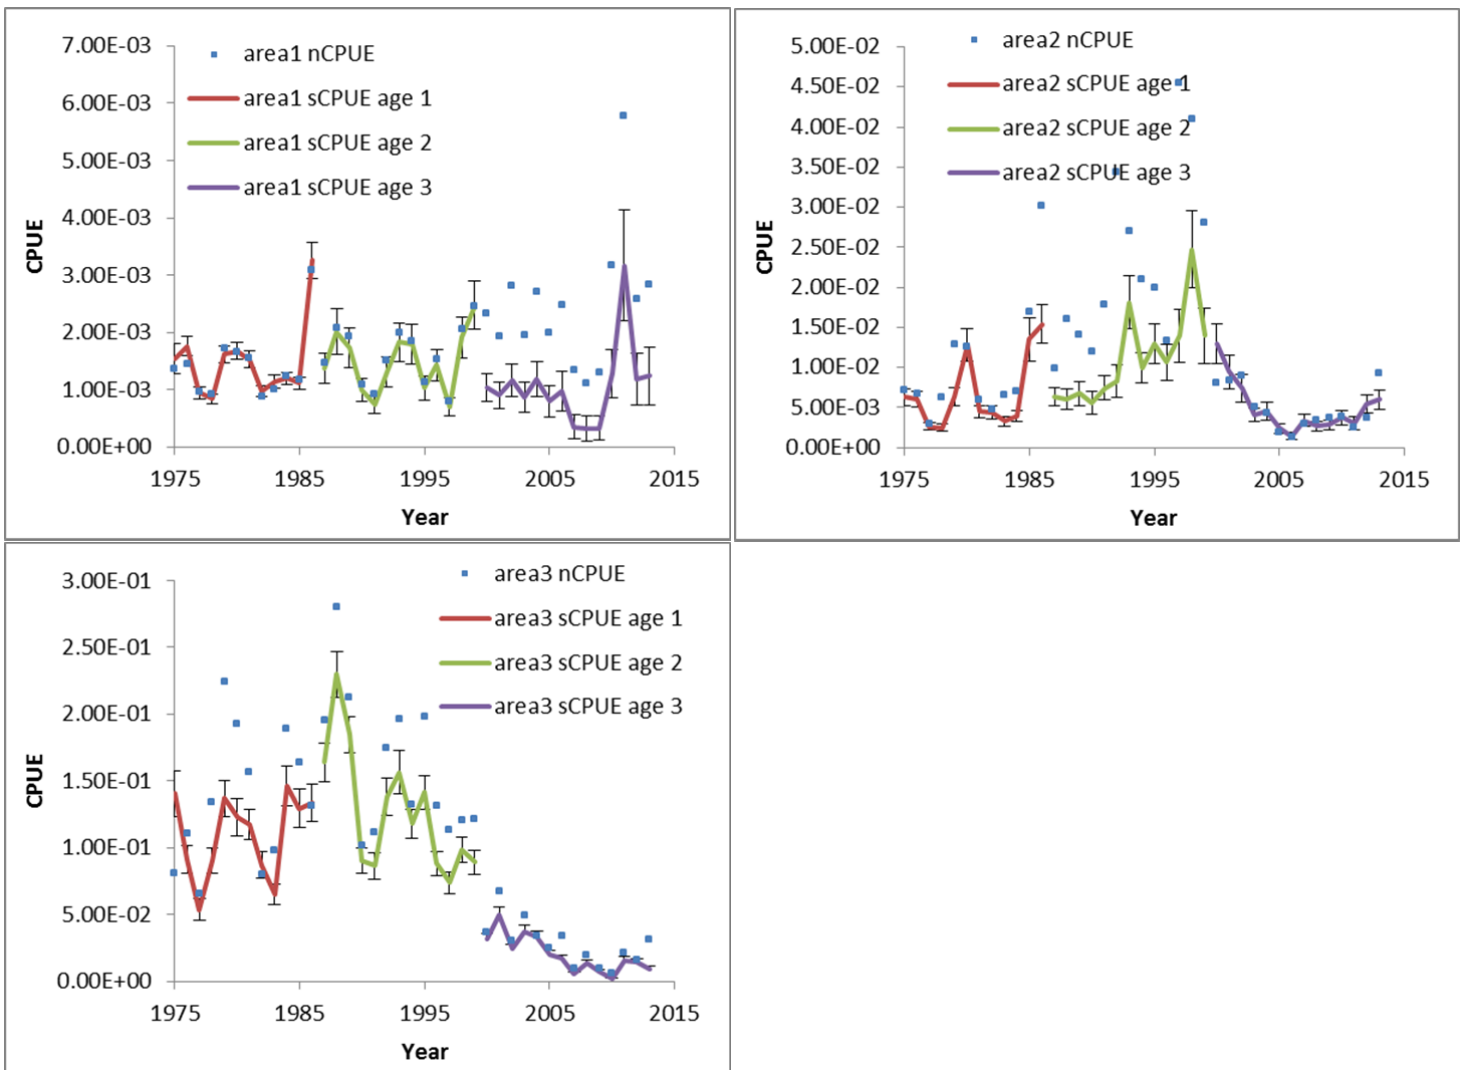 7.00E-03
6.00E-03
5.00E-03
4.00E-03
3.00E-03
2.00E-03
1.00E-03
0.00E+00
CPUE
area1 nCPUE
area1 sCPUE age 1
area1 sCPUE age 2
area1 sCPUE age 3
1975 1985 1995 2005 2015
Year
5.00E-02
4.50E-02
4.00E-02
3.50E-02
3.00E-02
2.50E-02
2.00E-02
1.50E-02
1.00E-02
5.00E-03
0.00E+00
CPUE
area2 nCPUE
area2 sCPUE age 1
area2 sCPUE age 2
area2 sCPUE age 3
1975 1985 1995 2005 2015
Year
3.00E-01
2.50E-01
2.00E-01
1.50E-01
1.00E-01
5.00E-02
0.00E+00
CPUE
area3 nCPUE
area3 sCPUE age 1
area3 sCPUE age 2
area3 sCPUE age 3
1975 1985 1995 2005 2015
Year